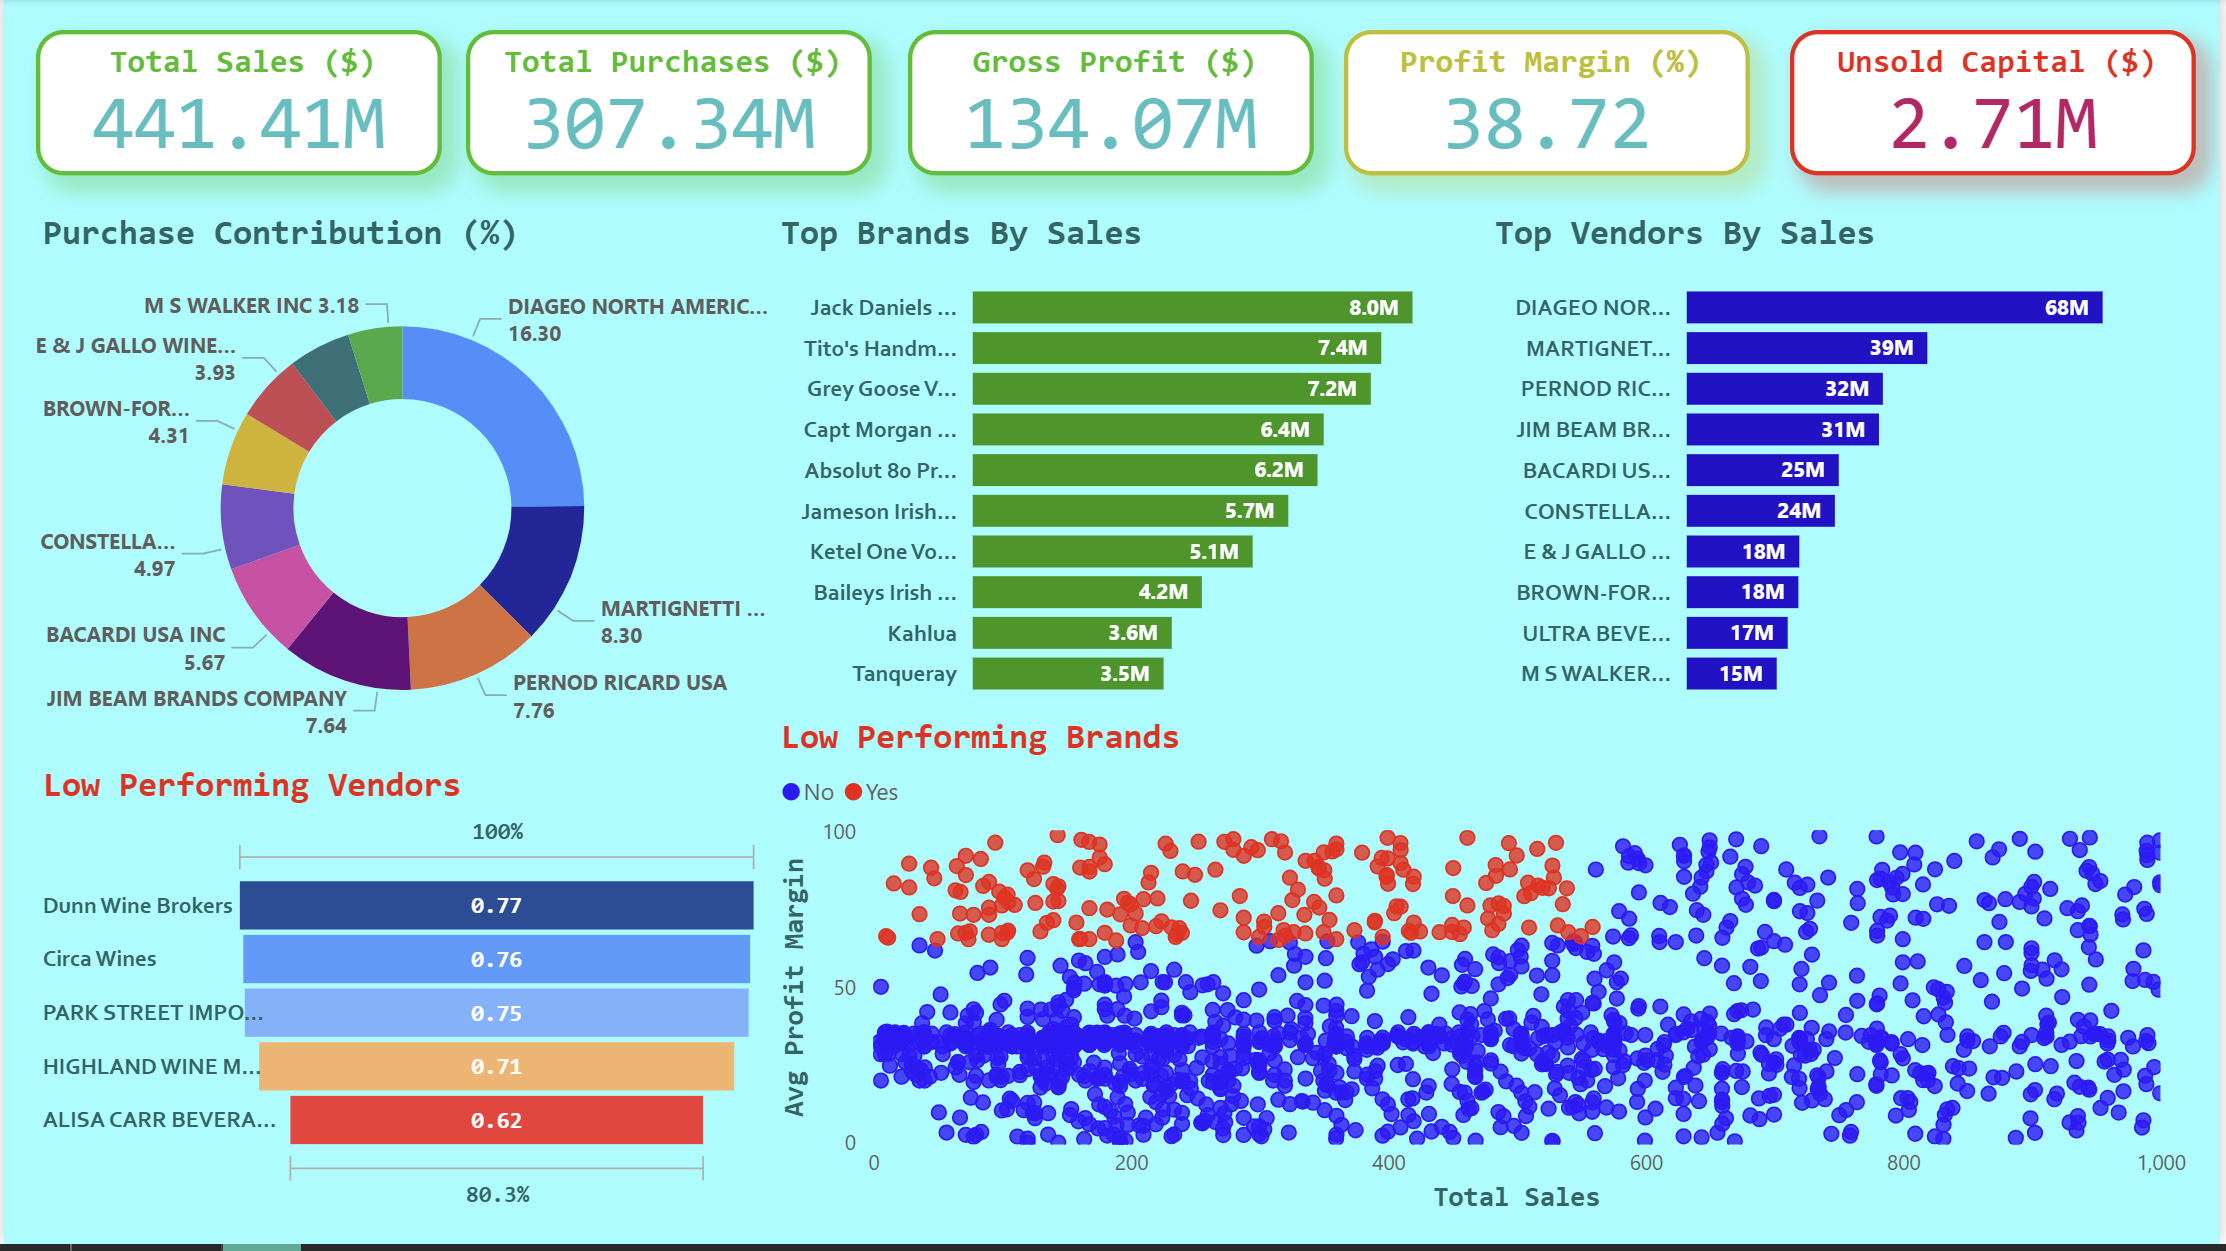 Total Sales ($)
441.41M
Total Purchases ($)
307.34M
Gross Profit ($)
134.07M
Profit Margin (%)
38.72
Unsold Capital ($)
2.71M
Purchase Contribution (%)
M S WALKER INC 3.18
DIAGEO NORTH AMERIC...
16.30
E & J GALLO WINE...
3.93
BROWN-FOR...
4.31
CONSTELLA...
4.97
MARTIGNETTI ...
8.30
BACARDI USA INC
5.67
PERNOD RICARD USA
7.76
JIM BEAM BRANDS COMPANY
7.64
Top Brands By Sales
Jack Daniels ... 8.0M
Tito's Handm... 7.4M
Grey Goose V... 7.2M
Capt Morgan ... 6.4M
Absolut 80 Pr... 6.2M
Jameson Irish... 5.7M
Ketel One Vo... 5.1M
Baileys Irish ... 4.2M
Kahlua 3.6M
Tanqueray 3.5M
Top Vendors By Sales
DIAGEO NOR... 68M
MARTIGNET... 39M
PERNOD RIC... 32M
JIM BEAM BR... 31M
BACARDI US... 25M
CONSTELLA... 24M
E & J GALLO ... 18M
BROWN-FOR... 18M
ULTRA BEVE... 17M
M S WALKER... 15M
Low Performing Vendors
100%
Dunn Wine Brokers 0.77
Circa Wines 0.76
PARK STREET IMPO... 0.75
HIGHLAND WINE M... 0.71
ALISA CARR BEVERA... 0.62
80.3%
Low Performing Brands
No Yes
100
50
0
Avg Profit Margin
0 200 400 600 800 1,000
Total Sales